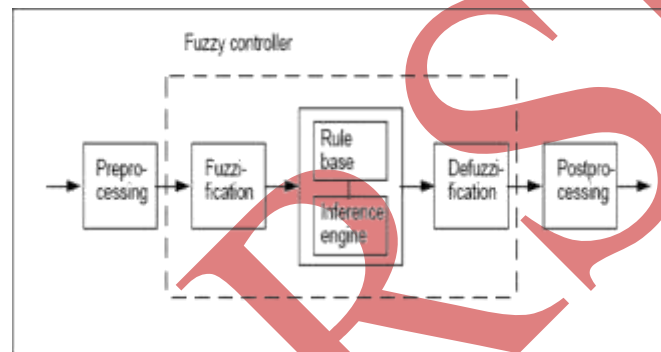 Fuzzy controller
Prepro-
cessing
Fuzzi-
fication
Rule
base
Inference
engine
Defuzzi-
fication
Postpro-
cessing